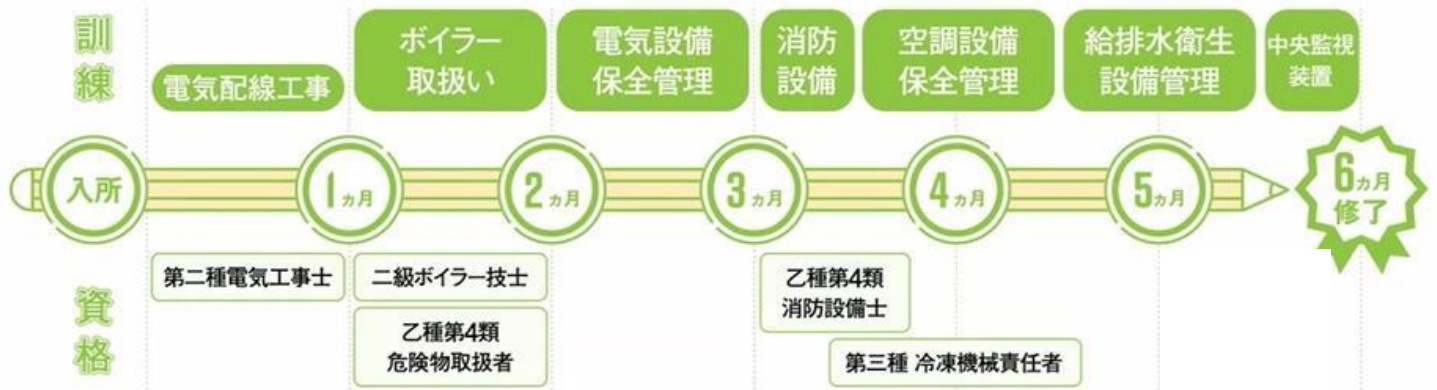 訓練
電気配線工事
ボイラー
取扱い
電気設備
保全管理
消防
設備
空調設備
保全管理
給排水衛生
設備管理
中央監視
装置
入所
1ヵ月
2ヵ月
3ヵ月
4ヵ月
5ヵ月
6ヵ月
修了
資格
第二種電気工事士
二級ボイラー技士
乙種第4類
危険物取扱者
乙種第4類
消防設備士
第三種 冷凍機械責任者